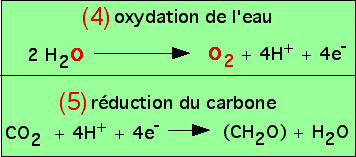 (4) oxydation de l'eau
2 H₂O → O₂ + 4H⁺ + 4e⁻
(5) réduction du carbone
CO₂ + 4H⁺ + 4e⁻ → (CH₂O) + H₂O